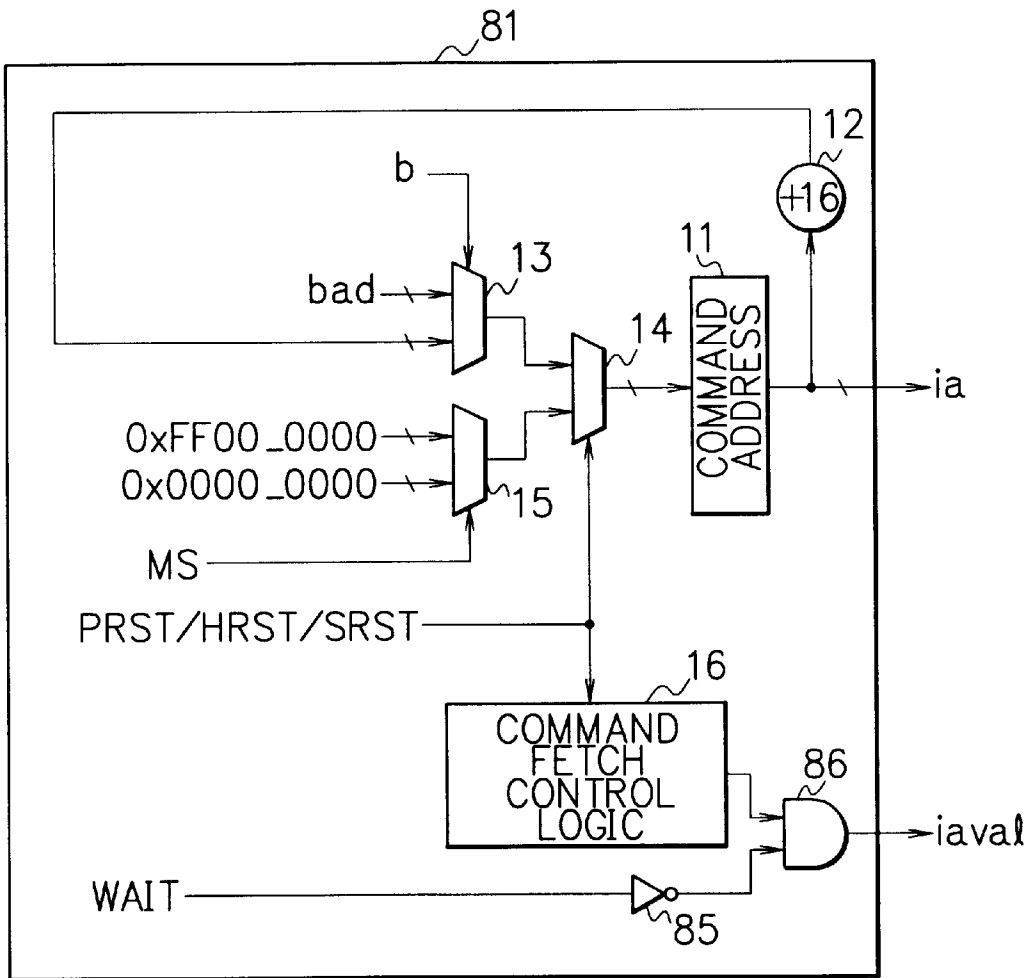 81
12
+16
b
13
11
bad
14
COMMAND
ADDRESS
ia
0xFF00_0000
0x0000_0000
15
MS
PRST/HRST/SRST
16
COMMAND
FETCH
CONTROL
LOGIC
86
iaval
WAIT
85